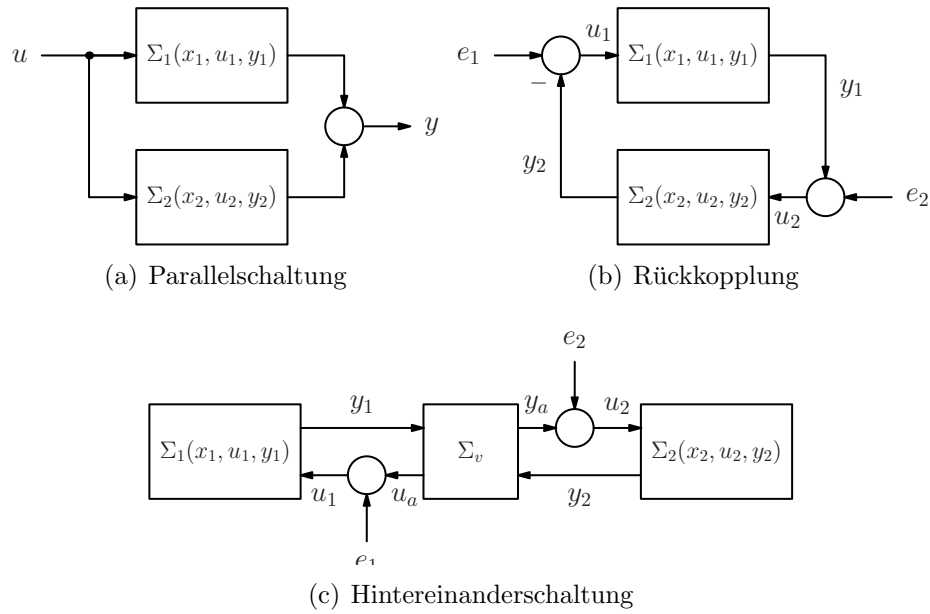 u
Σ₁(x₁, u₁, y₁)
Σ₂(x₂, u₂, y₂)
y
(a) Parallelschaltung
e₁
−
u₁
Σ₁(x₁, u₁, y₁)
y₁
y₂
Σ₂(x₂, u₂, y₂)
u₂
e₂
(b) Rückkopplung
e₂
y₁
yₐ
u₂
Σ₁(x₁, u₁, y₁)
Σᵥ
Σ₂(x₂, u₂, y₂)
u₁
uₐ
y₂
e₁
(c) Hintereinanderschaltung